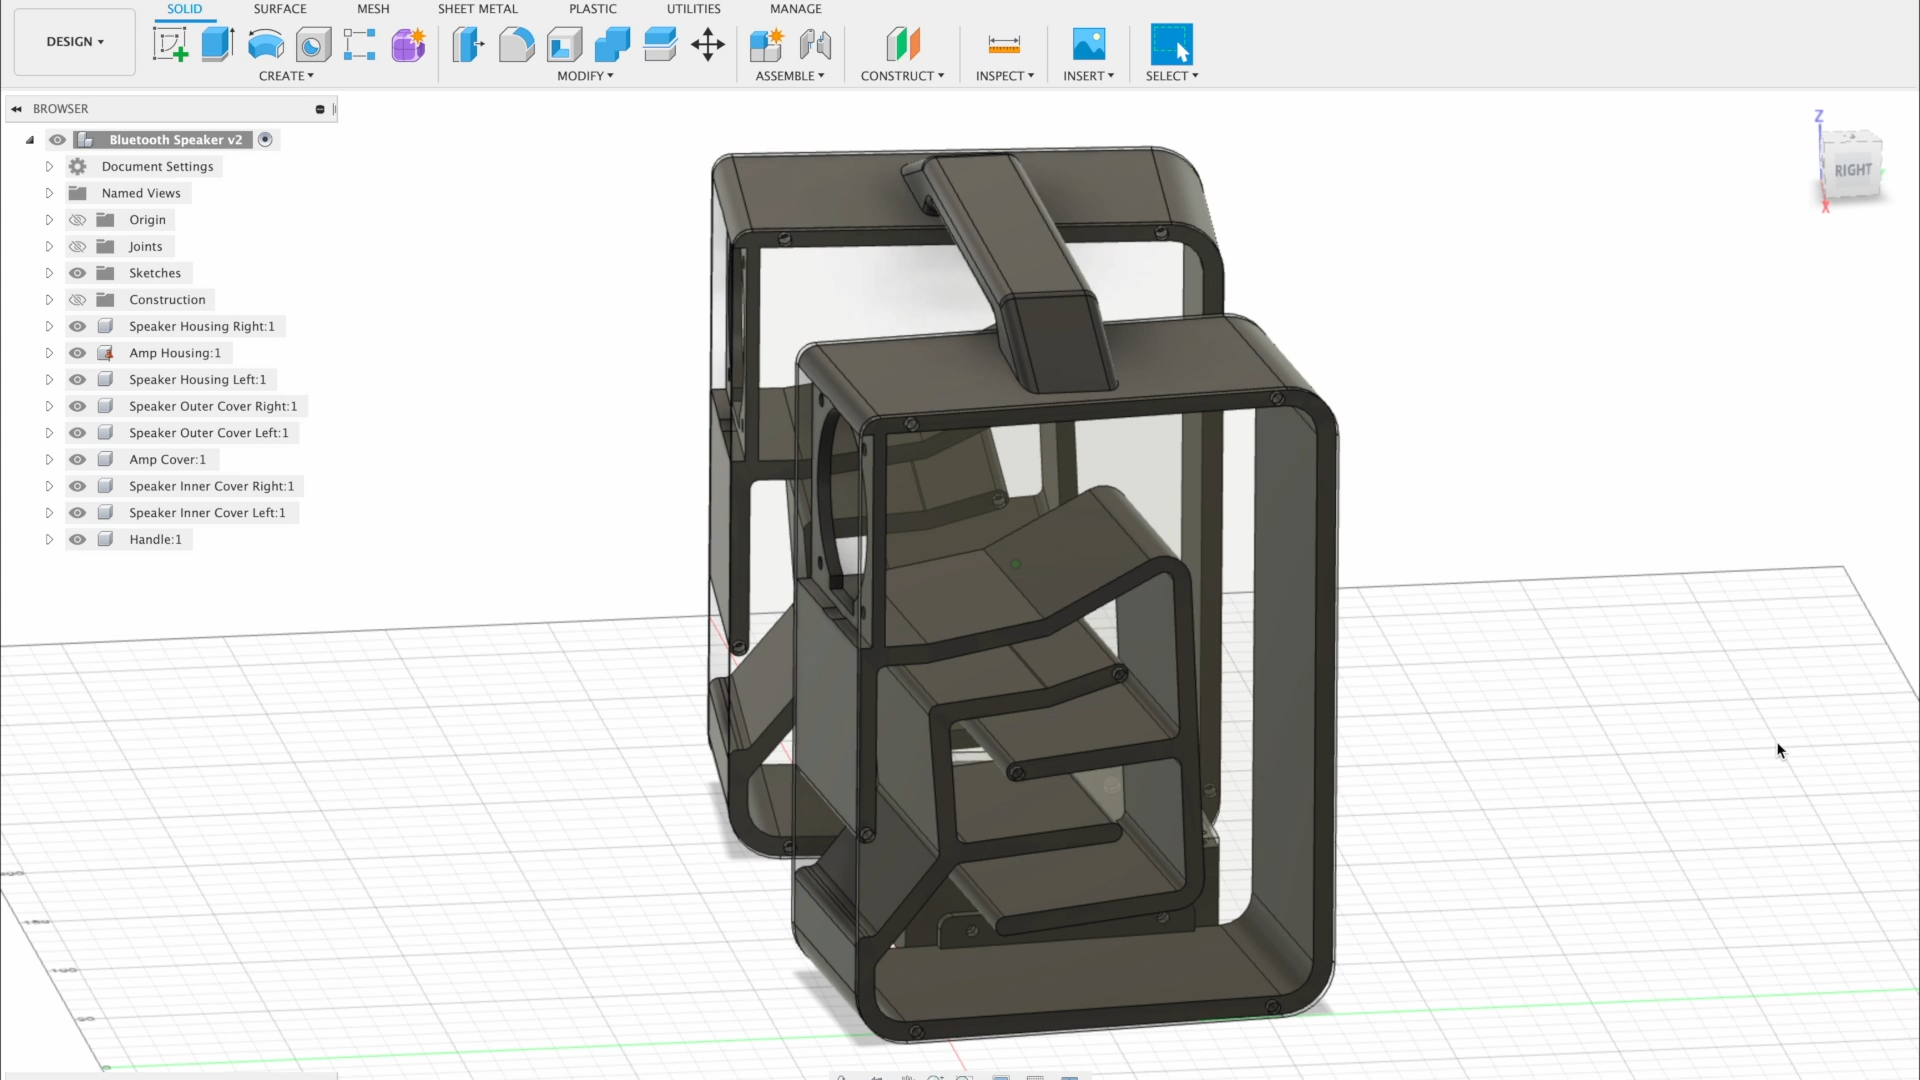 SOLID SURFACE MESH SHEET METAL PLASTIC UTILITIES MANAGE
DESIGN
CREATE MODIFY ASSEMBLE CONSTRUCT INSPECT INSERT SELECT
BROWSER
Bluetooth Speaker v2
Document Settings
Named Views
Origin
Joints
Sketches
Construction
Speaker Housing Right:1
Amp Housing:1
Speaker Housing Left:1
Speaker Outer Cover Right:1
Speaker Outer Cover Left:1
Amp Cover:1
Speaker Inner Cover Right:1
Speaker Inner Cover Left:1
Handle:1
Z
RIGHT
X